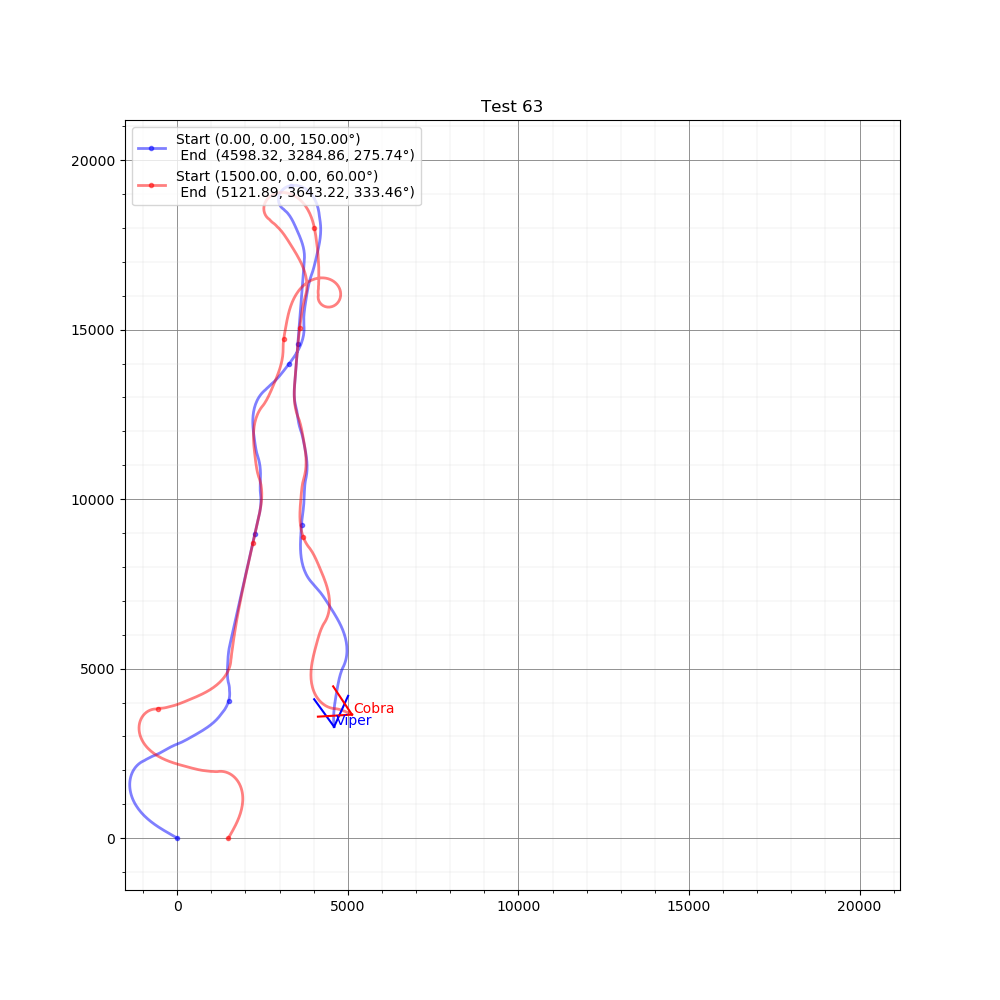 Test 63
Start (0.00, 0.00, 150.00°)
End (4598.32, 3284.86, 275.74°)
Start (1500.00, 0.00, 60.00°)
End (5121.89, 3643.22, 333.46°)
20000
15000
10000
5000
0
Cobra
Viper
0 5000 10000 15000 20000